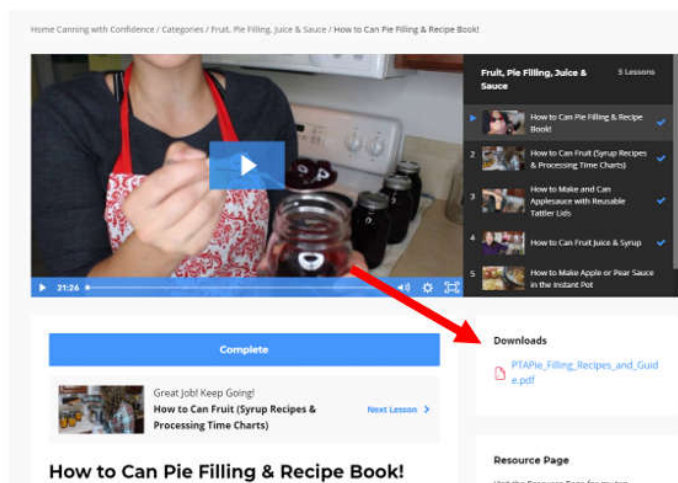 Home Canning with Confidence / Categories / Fruit, Pie Filling, Juice & Sauce / How to Can Pie Filling & Recipe Book!
Fruit, Pie Filling, Juice &
Sauce
5 Lessons
How to Can Pie Filling & Recipe
Book!
2
How to Can Fruit (Syrup Recipes
& Processing Time Charts)
3
How to Make and Can
Applesauce with Reusable
Tattler Lids
4
How to Can Fruit Juice & Syrup
5
How to Make Apple or Pear Sauce
in the Instant Pot
21:26
Complete
Great Job! Keep Going!
How to Can Fruit (Syrup Recipes &
Processing Time Charts)
Next Lesson
How to Can Pie Filling & Recipe Book!
Downloads
PTAPie_Filling_Recipes_and_Guid
e.pdf
Resource Page